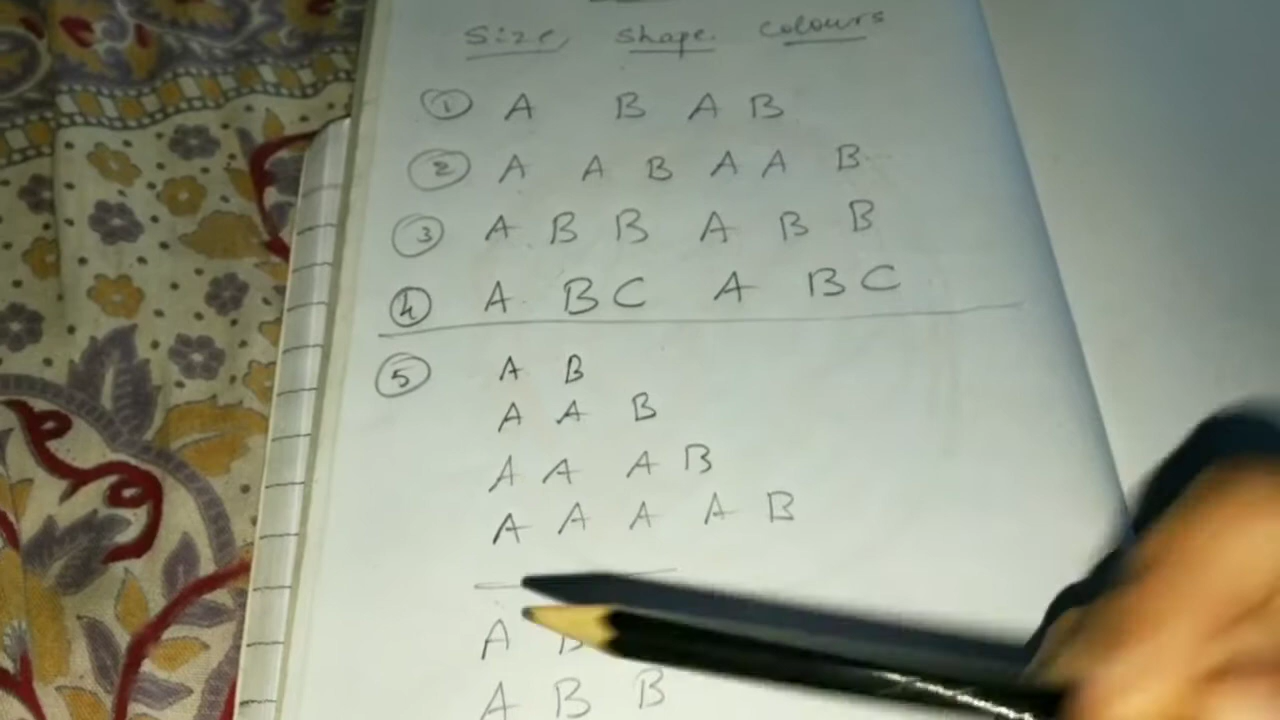 Size, Shape. Colours
① A B A B
② A A B A A B
③ A B B A B B
④ A B C A B C
⑤ A B
A A B
A A A B
A A A A B
A B
A B B